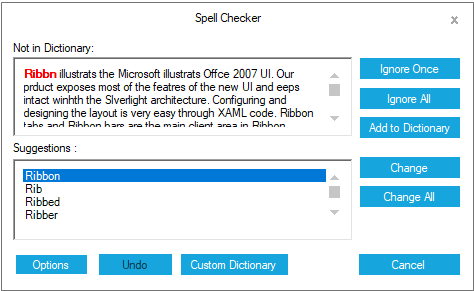 Spell Checker
x
Not in Dictionary:
Ribbn illustrats the Microsoft illustrats Offce 2007 UI. Our
prduct exposes most of the featres of the new UI and eeps
intact winhth the Slverlight architecture. Configuring and
designing the layout is very easy through XAML code. Ribbon
tabs and Ribbon bars are the main client area in Ribbon
Ignore Once
Ignore All
Add to Dictionary
Suggestions :
Ribbon
Rib
Ribbed
Ribber
Change
Change All
Options
Undo
Custom Dictionary
Cancel